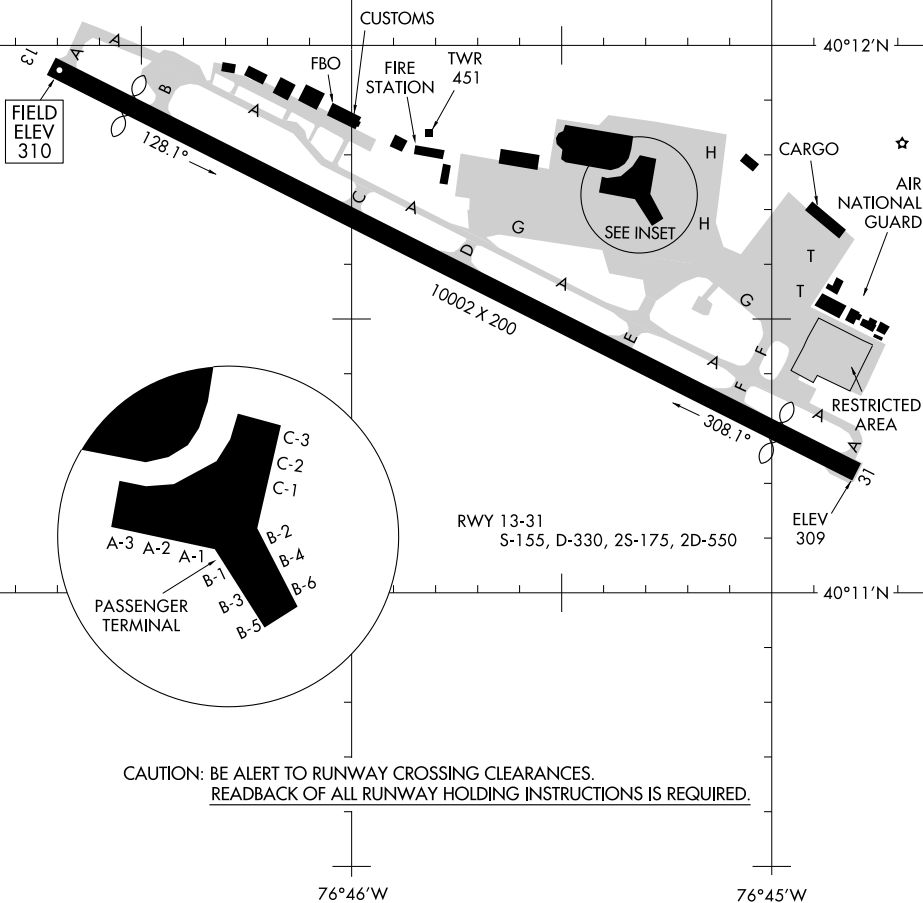 CUSTOMS
40°12'N
13
A
A
FBO
FIRE
STATION
TWR
451
FIELD
ELEV
310
B
A
128.1°
H
CARGO
AIR
NATIONAL
GUARD
C
A
G
H
SEE INSET
D
T
T
A
G
10002 X 200
E
A
F
F
RESTRICTED
AREA
308.1°
A
A
31
ELEV
309
C-3
C-2
C-1
A-3
A-2
A-1
B-2
B-4
B-6
B-1
B-3
B-5
PASSENGER
TERMINAL
RWY 13-31
S-155, D-330, 2S-175, 2D-550
40°11'N
CAUTION: BE ALERT TO RUNWAY CROSSING CLEARANCES.
READBACK OF ALL RUNWAY HOLDING INSTRUCTIONS IS REQUIRED.
76°46'W
76°45'W